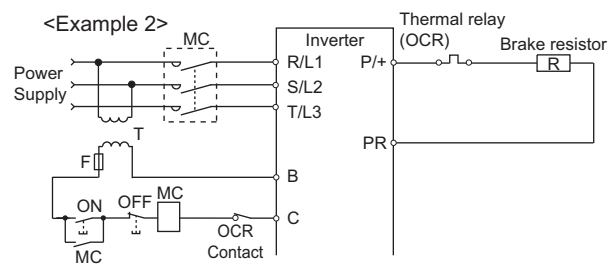 <Example 2>
MC
Inverter
Thermal relay
(OCR)
Brake resistor
Power
Supply
R/L1
S/L2
T/L3
P/+
R
T
PR
F
B
ON
OFF
MC
C
MC
OCR
Contact